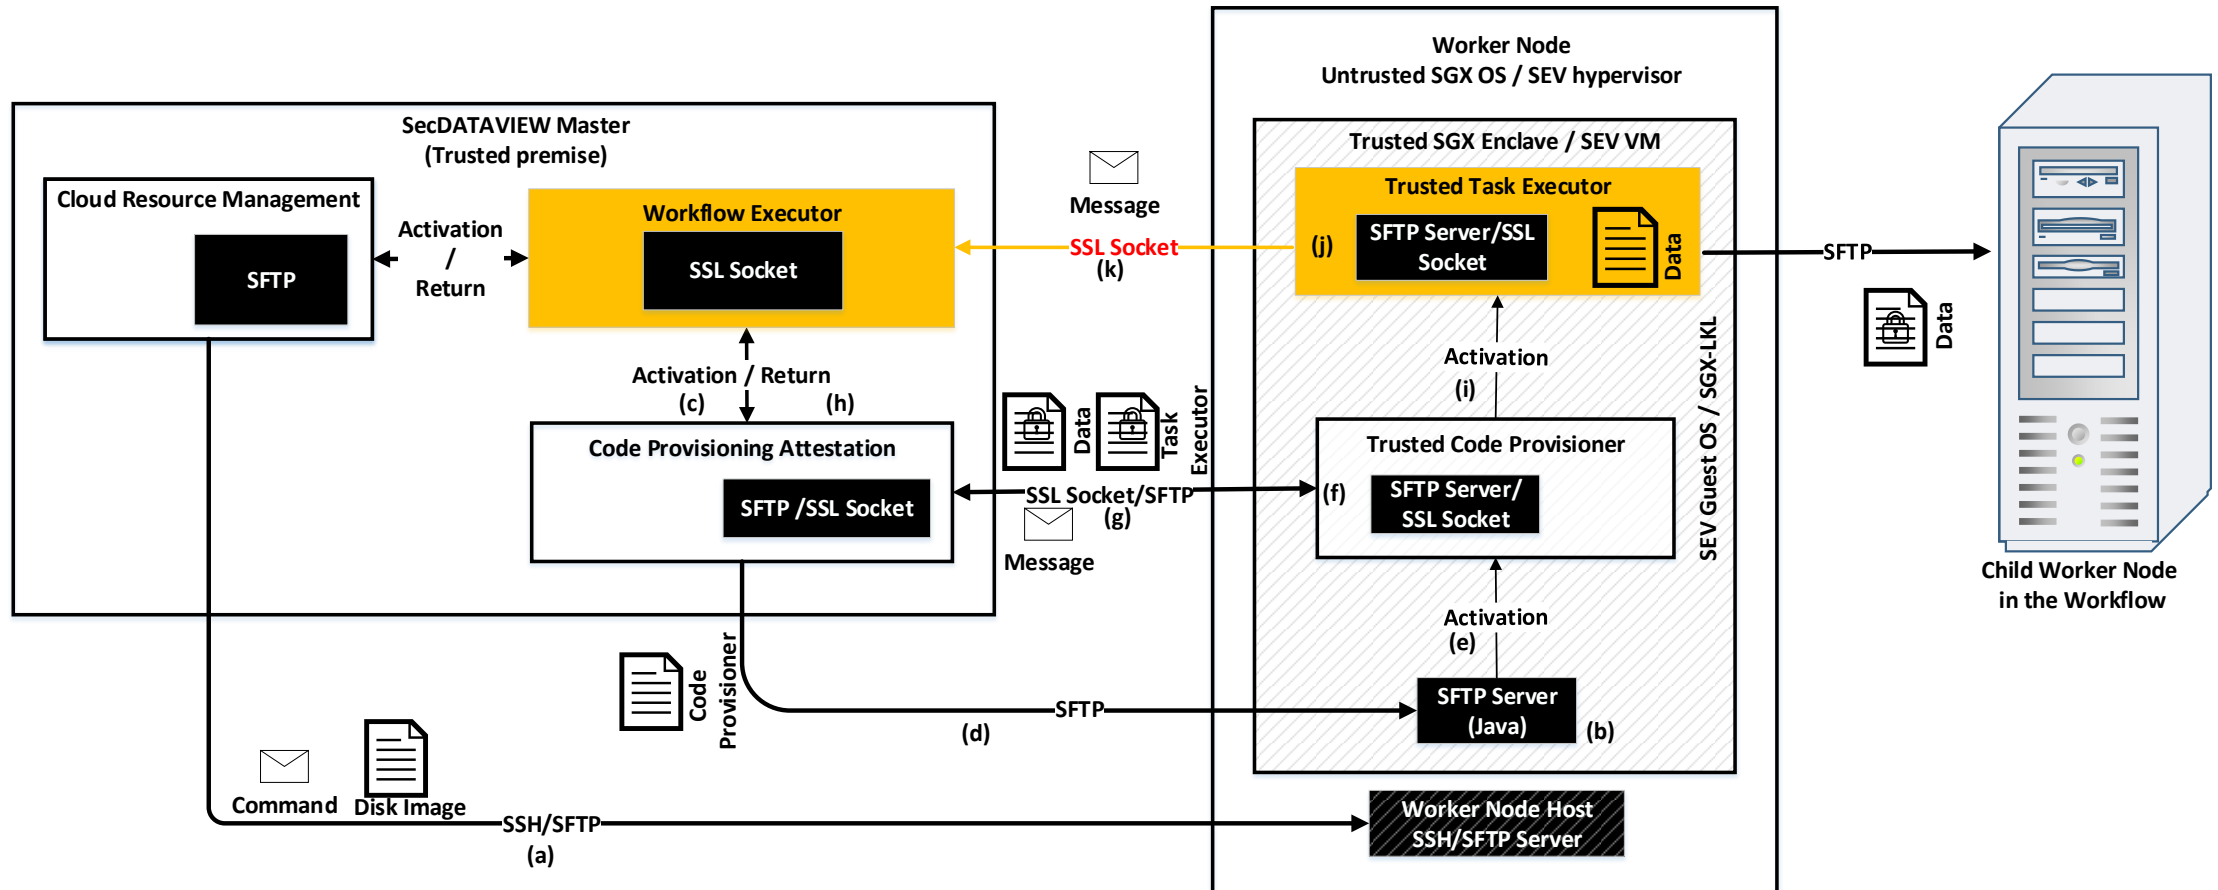 Worker Node
Untrusted SGX OS / SEV hypervisor
SecDATAVIEW Master
(Trusted premise)
Cloud Resource Management
SFTP
Activation
/
Return
Workflow Executor
SSL Socket
Activation / Return
(c)
(h)
Code Provisioning Attestation
SFTP /SSL Socket
Message
SSL Socket
(k)
Data
Task
Executor
SSL Socket/SFTP
(g)
Message
Trusted SGX Enclave / SEV VM
Trusted Task Executor
(j)
SFTP Server/SSL
Socket
Data
Activation
(i)
Trusted Code Provisioner
(f)
SFTP Server/
SSL Socket
Activation
(e)
SFTP Server
(Java)
(b)
SEV Guest OS / SGX-LKL
SFTP
Data
Child Worker Node
in the Workflow
Code
Provisioner
SFTP
(d)
Command
Disk Image
SSH/SFTP
(a)
Worker Node Host
SSH/SFTP Server